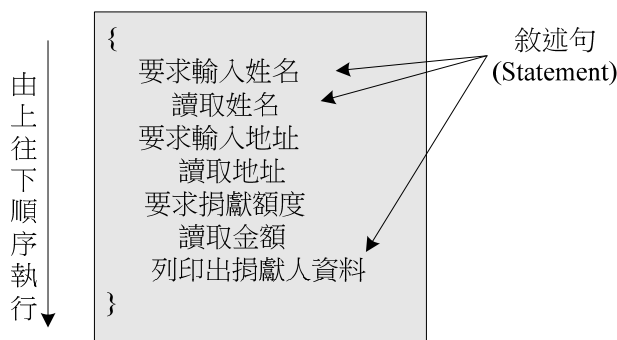 由上往下順序執行
{
要求輸入姓名
讀取姓名
要求輸入地址
讀取地址
要求捐獻額度
讀取金額
列印出捐獻人資料
}
敘述句
(Statement)